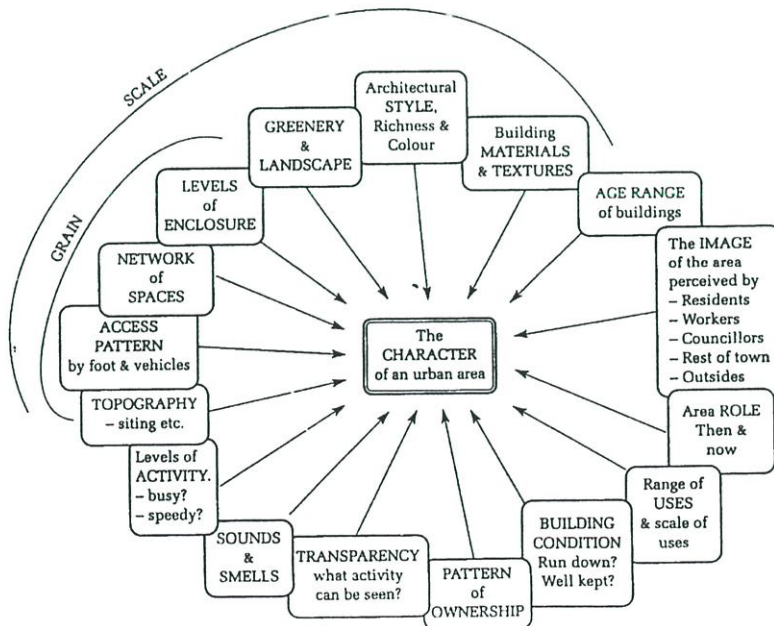 SCALE
GRAIN
Architectural
STYLE,
Richness &
Colour
Building
MATERIALS
& TEXTURES
AGE RANGE
of buildings
The IMAGE
of the area
perceived by
– Residents
– Workers
– Councillors
– Rest of town
– Outsides
Area ROLE
Then &
now
Range of
USES
& scale of
uses
BUILDING
CONDITION
Run down?
Well kept?
PATTERN
of
OWNERSHIP
TRANSPARENCY
what activity
can be seen?
SOUNDS
&
SMELLS
Levels of
ACTIVITY.
– busy?
– speedy?
TOPOGRAPHY
– siting etc.
ACCESS
PATTERN
by foot & vehicles
NETWORK
of
SPACES
LEVELS
of
ENCLOSURE
GREENERY
&
LANDSCAPE
The
CHARACTER
of an urban area